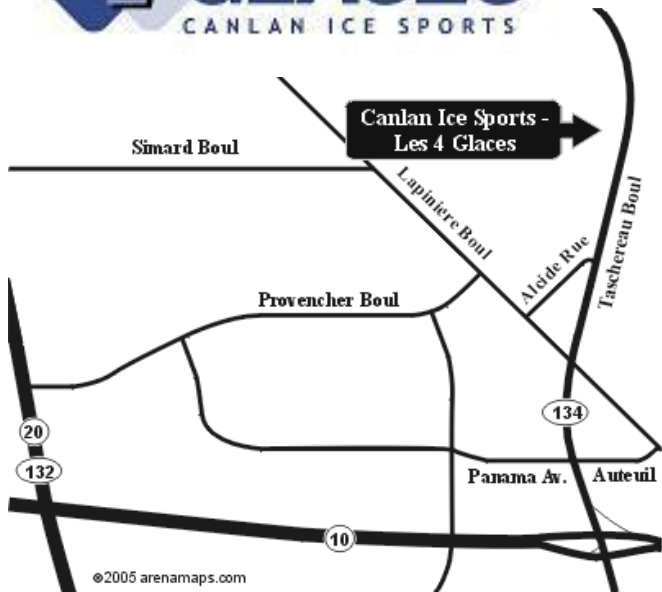 CANLAN ICE SPORTS
Canlan Ice Sports -
Les 4 Glaces
Simard Boul
Lapiniere Boul
Alcide Rue
Taschereau Boul
Provencher Boul
134
20
132
Panama Av.
Auteuil
10
©2005 arenamaps.com